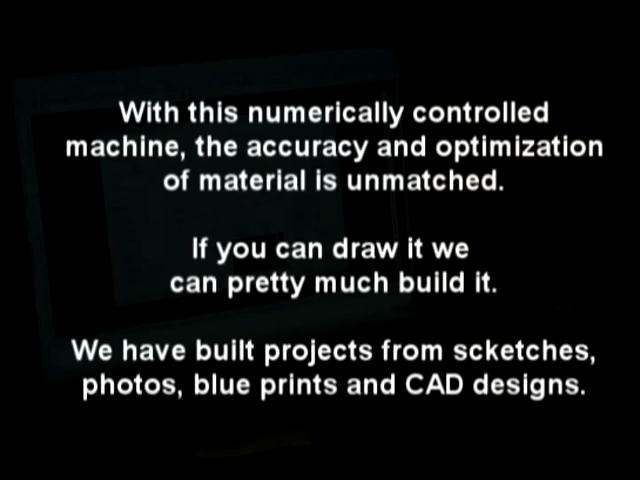 With this numerically controlled
machine, the accuracy and optimization
of material is unmatched.
If you can draw it we
can pretty much build it.
We have built projects from scketches,
photos, blue prints and CAD designs.